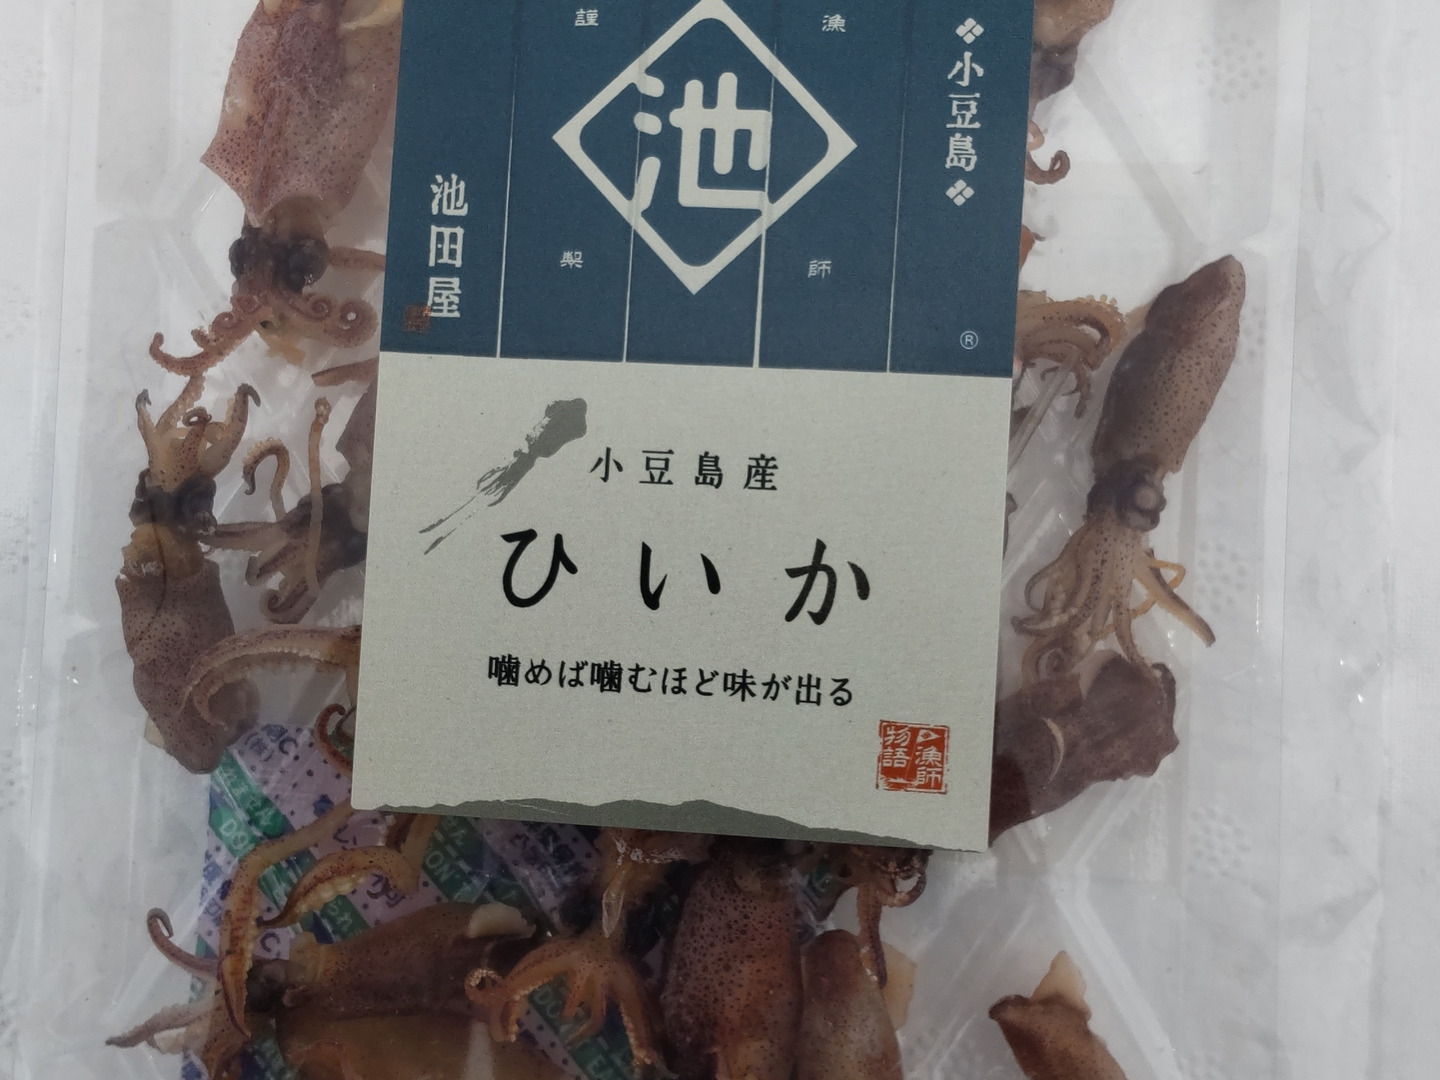 謹
漁
池
製
師
❖小豆島❖
池田屋
®
小豆島産
ひいか
噛めば噛むほど味が出る
漁師
物語